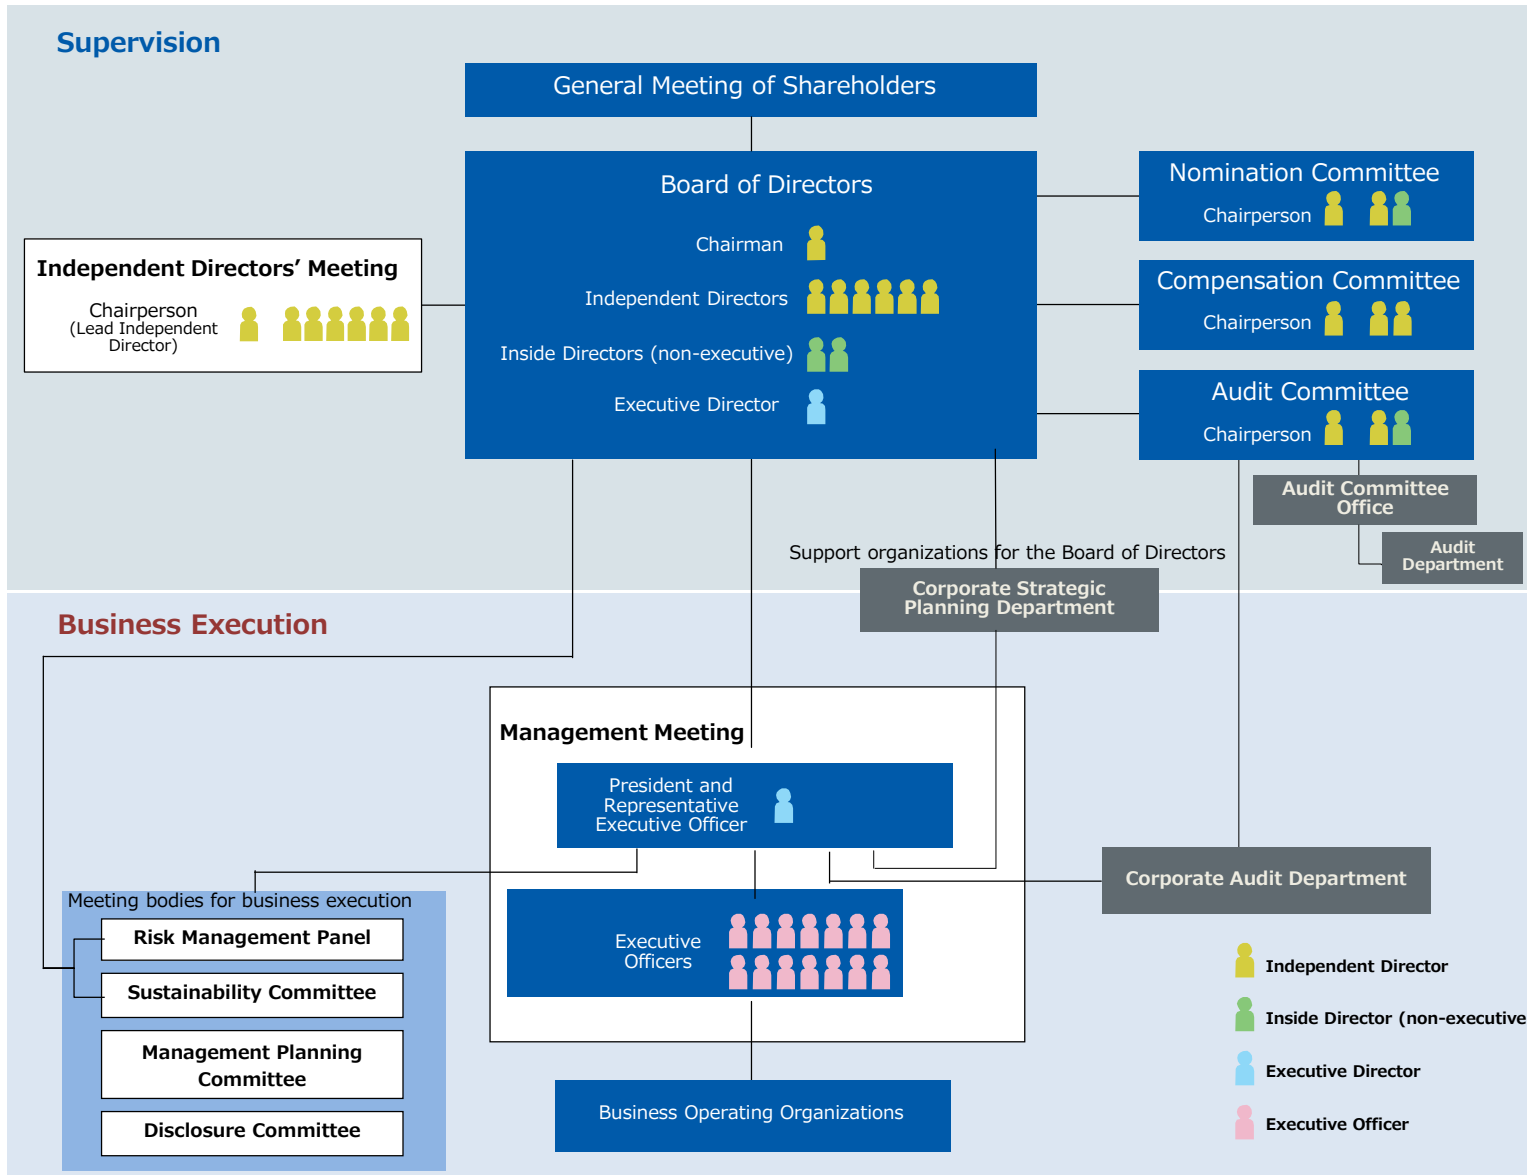 Supervision
General Meeting of Shareholders
Board of Directors
Chairman
Independent Directors
Inside Directors (non-executive)
Executive Director
Independent Directors’ Meeting
Chairperson
(Lead Independent
Director)
Nomination Committee
Chairperson
Compensation Committee
Chairperson
Audit Committee
Chairperson
Audit Committee
Office
Audit
Department
Support organizations for the Board of Directors
Corporate Strategic
Planning Department
Business Execution
Management Meeting
President and
Representative
Executive Officer
Executive
Officers
Business Operating Organizations
Corporate Audit Department
Meeting bodies for business execution
Risk Management Panel
Sustainability Committee
Management Planning
Committee
Disclosure Committee
Independent Director
Inside Director (non-executive
Executive Director
Executive Officer